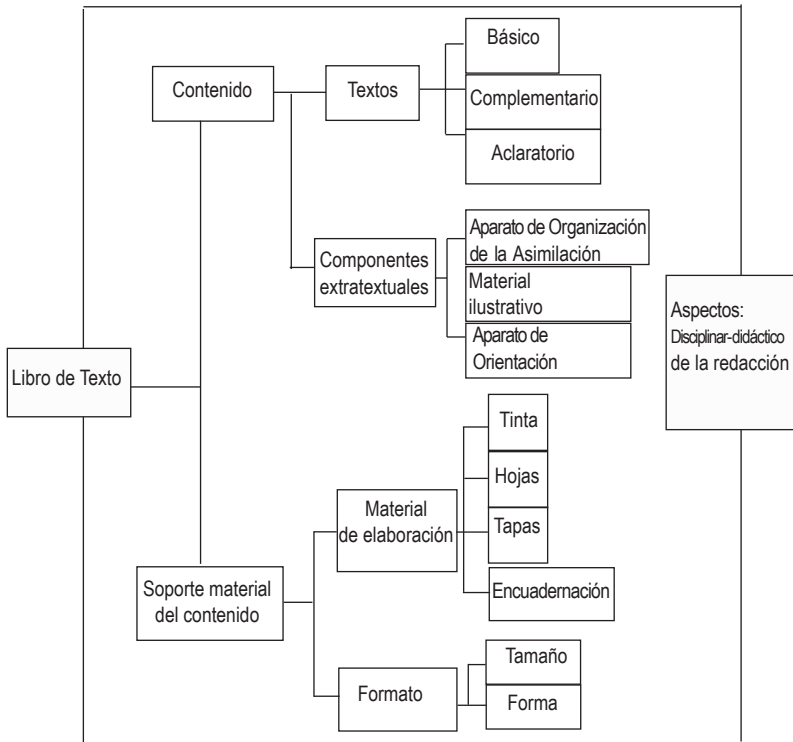 Libro de Texto
Contenido
Textos
Básico
Complementario
Aclaratorio
Componentes
extratextuales
Aparato de Organización
de la Asimilación
Material
ilustrativo
Aparato de
Orientación
Soporte material
del contenido
Material
de elaboración
Tinta
Hojas
Tapas
Encuadernación
Formato
Tamaño
Forma
Aspectos:
Disciplinar-didáctico
de la redacción